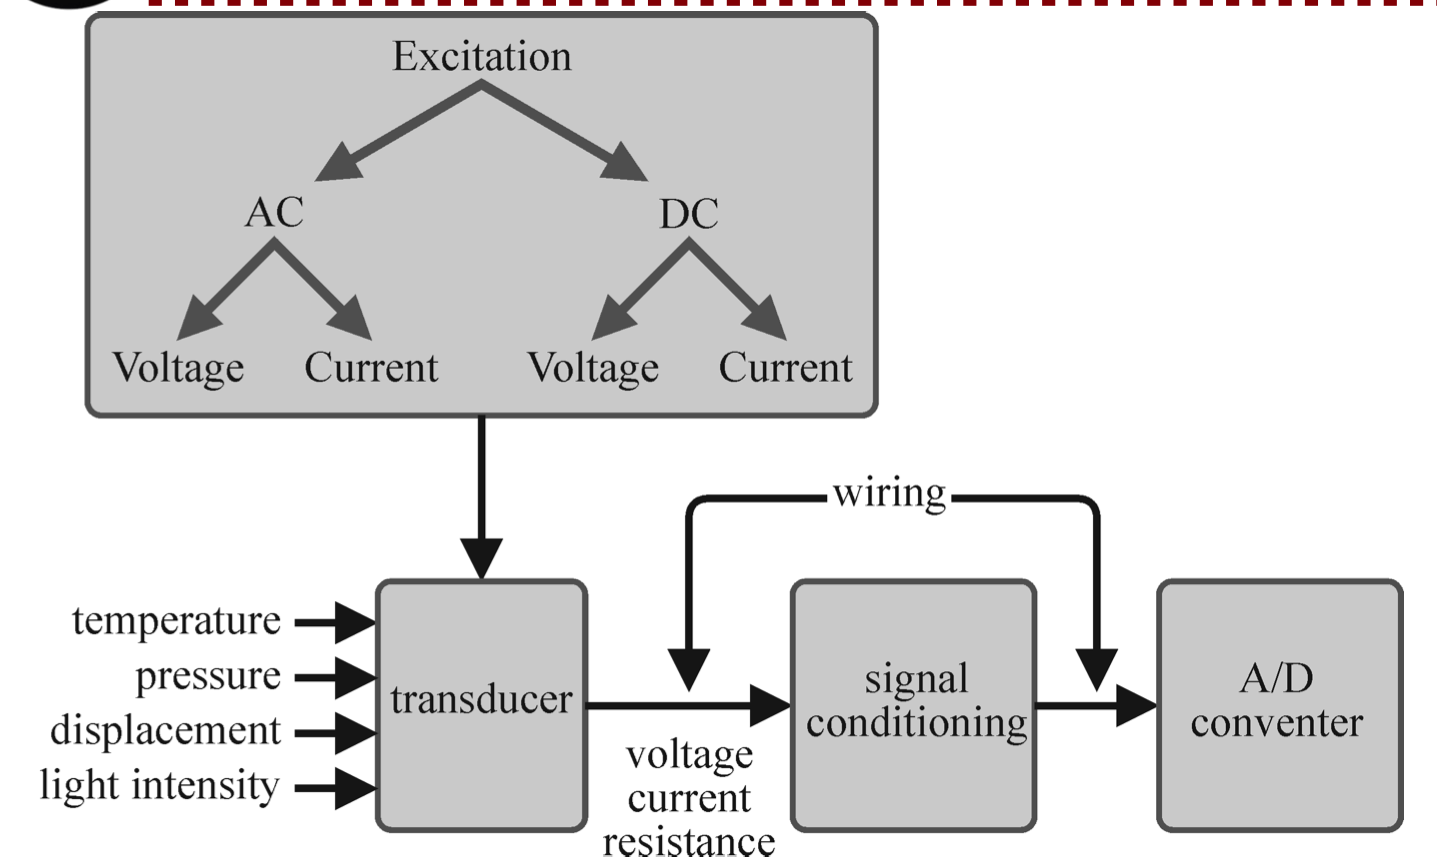 Excitation
AC
DC
Voltage
Current
Voltage
Current
wiring
temperature
pressure
displacement
light intensity
transducer
voltage
current
resistance
signal
conditioning
A/D
conventer